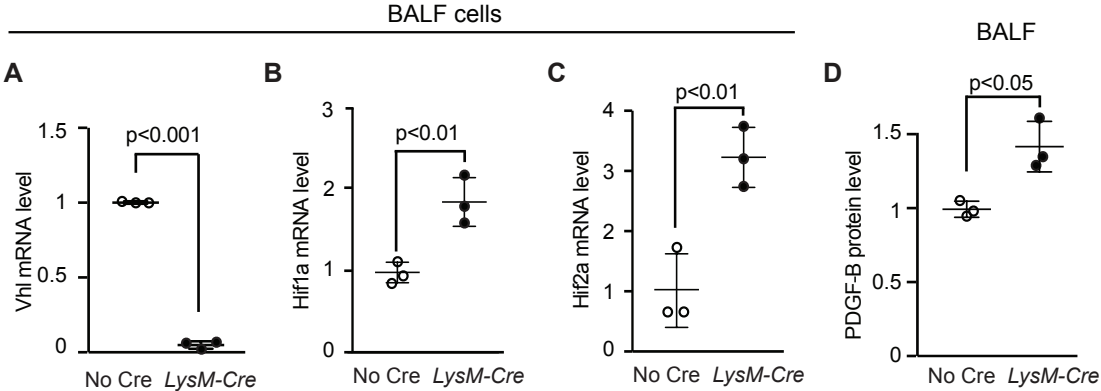 BALF cells
BALF
A
B
C
D
Vhl mRNA level
1.5
1
0.5
0
p<0.001
No Cre LysM-Cre
Hif1a mRNA level
3
2
1
0
p<0.01
No Cre LysM-Cre
Hif2a mRNA level
4
3
2
1
0
p<0.01
No Cre LysM-Cre
PDGF-B protein level
1.5
1
0.5
0
p<0.05
No Cre LysM-Cre